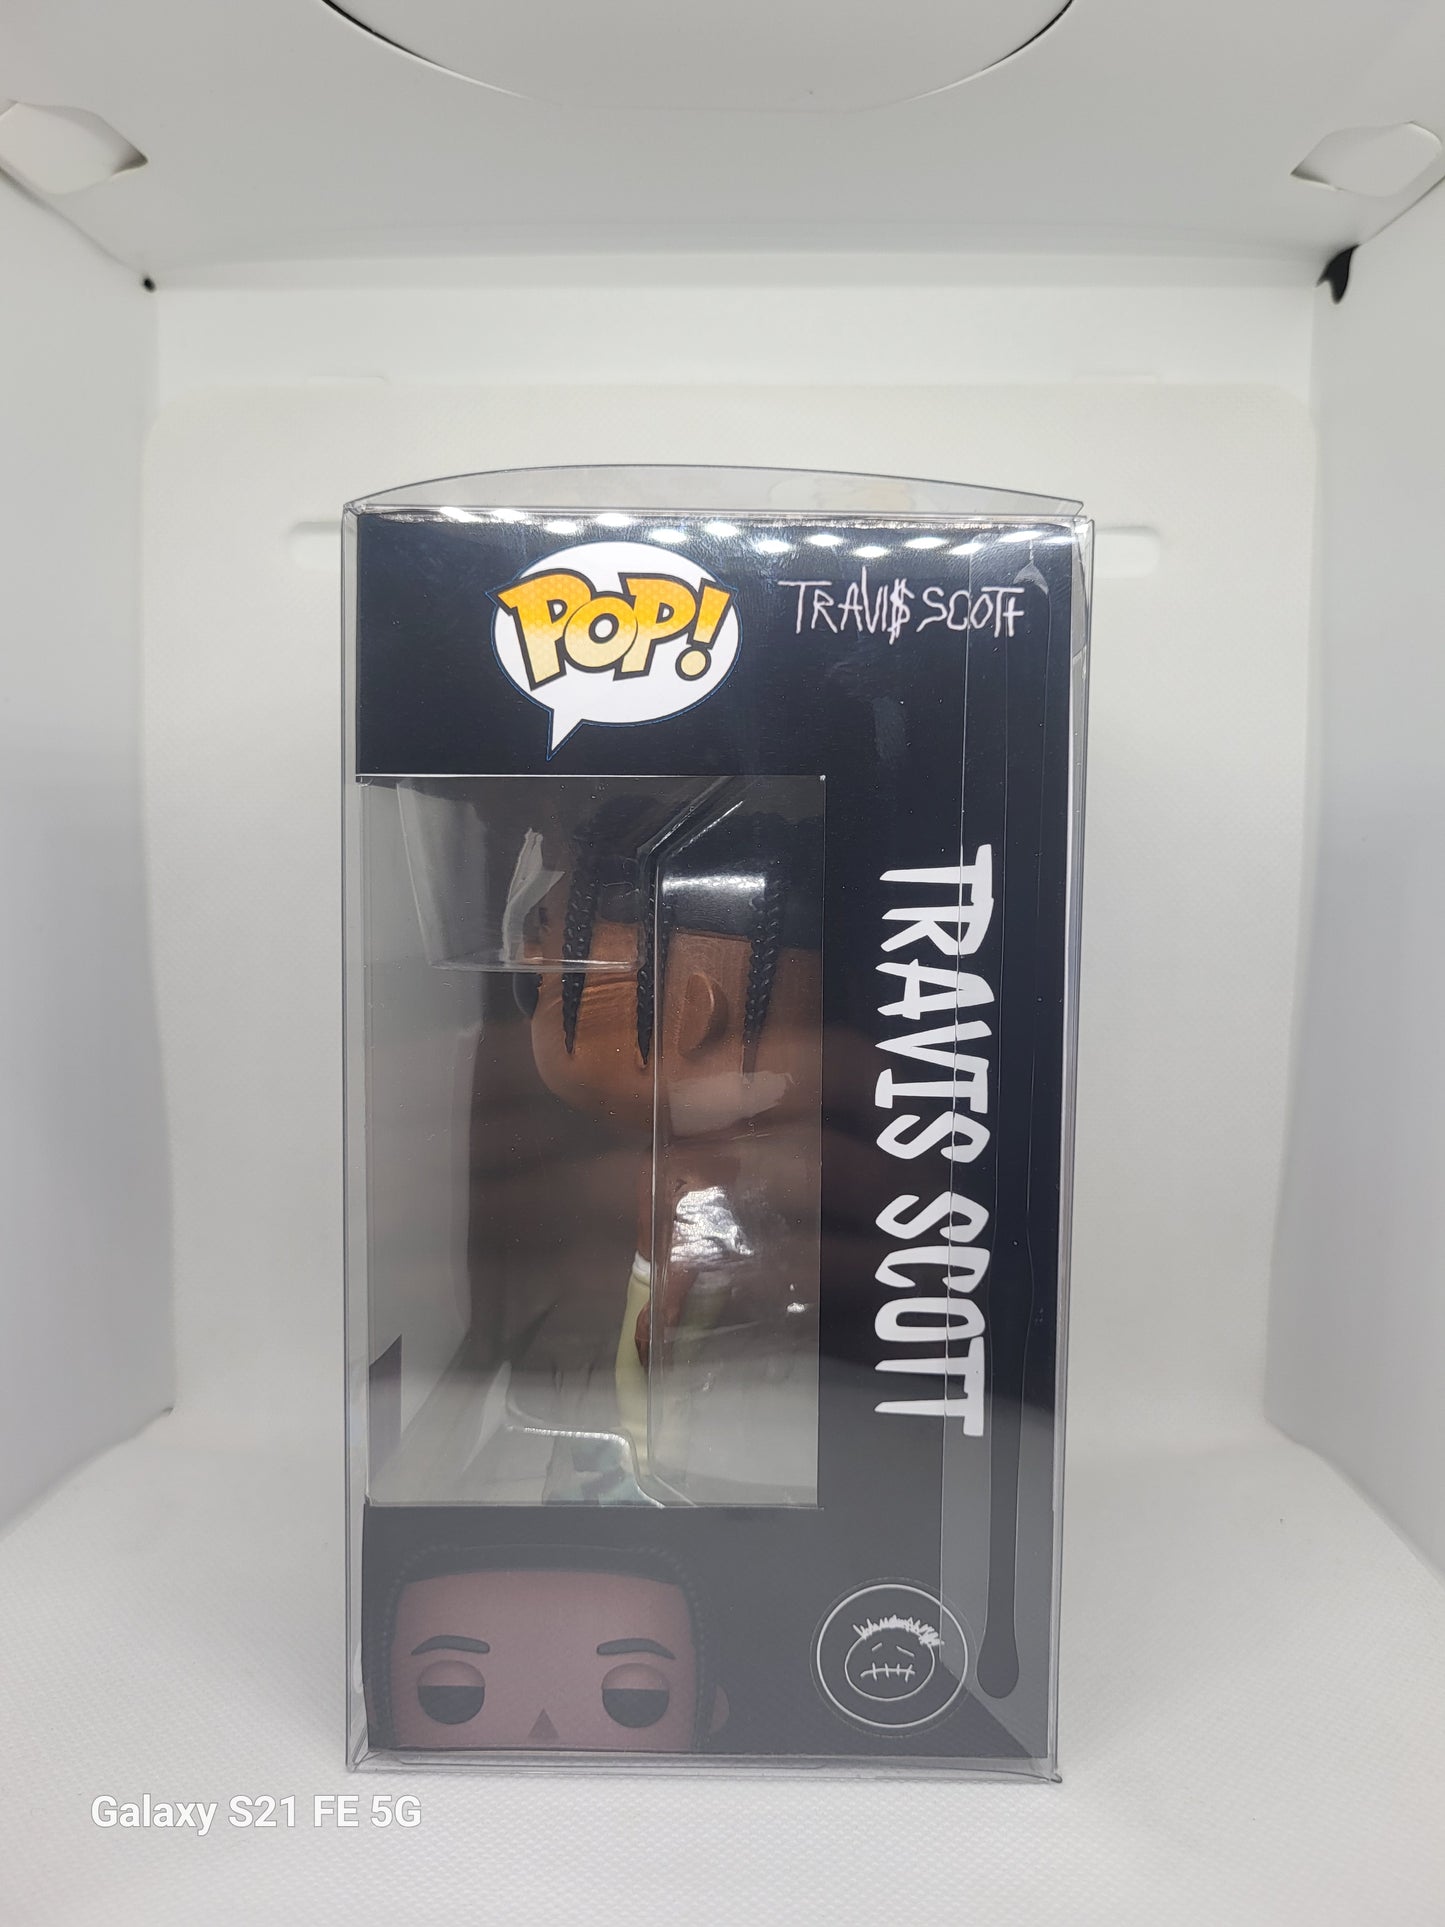 POP!
TRAVI$ SCOTT
TRAVIS SCOTT
Galaxy S21 FE 5G